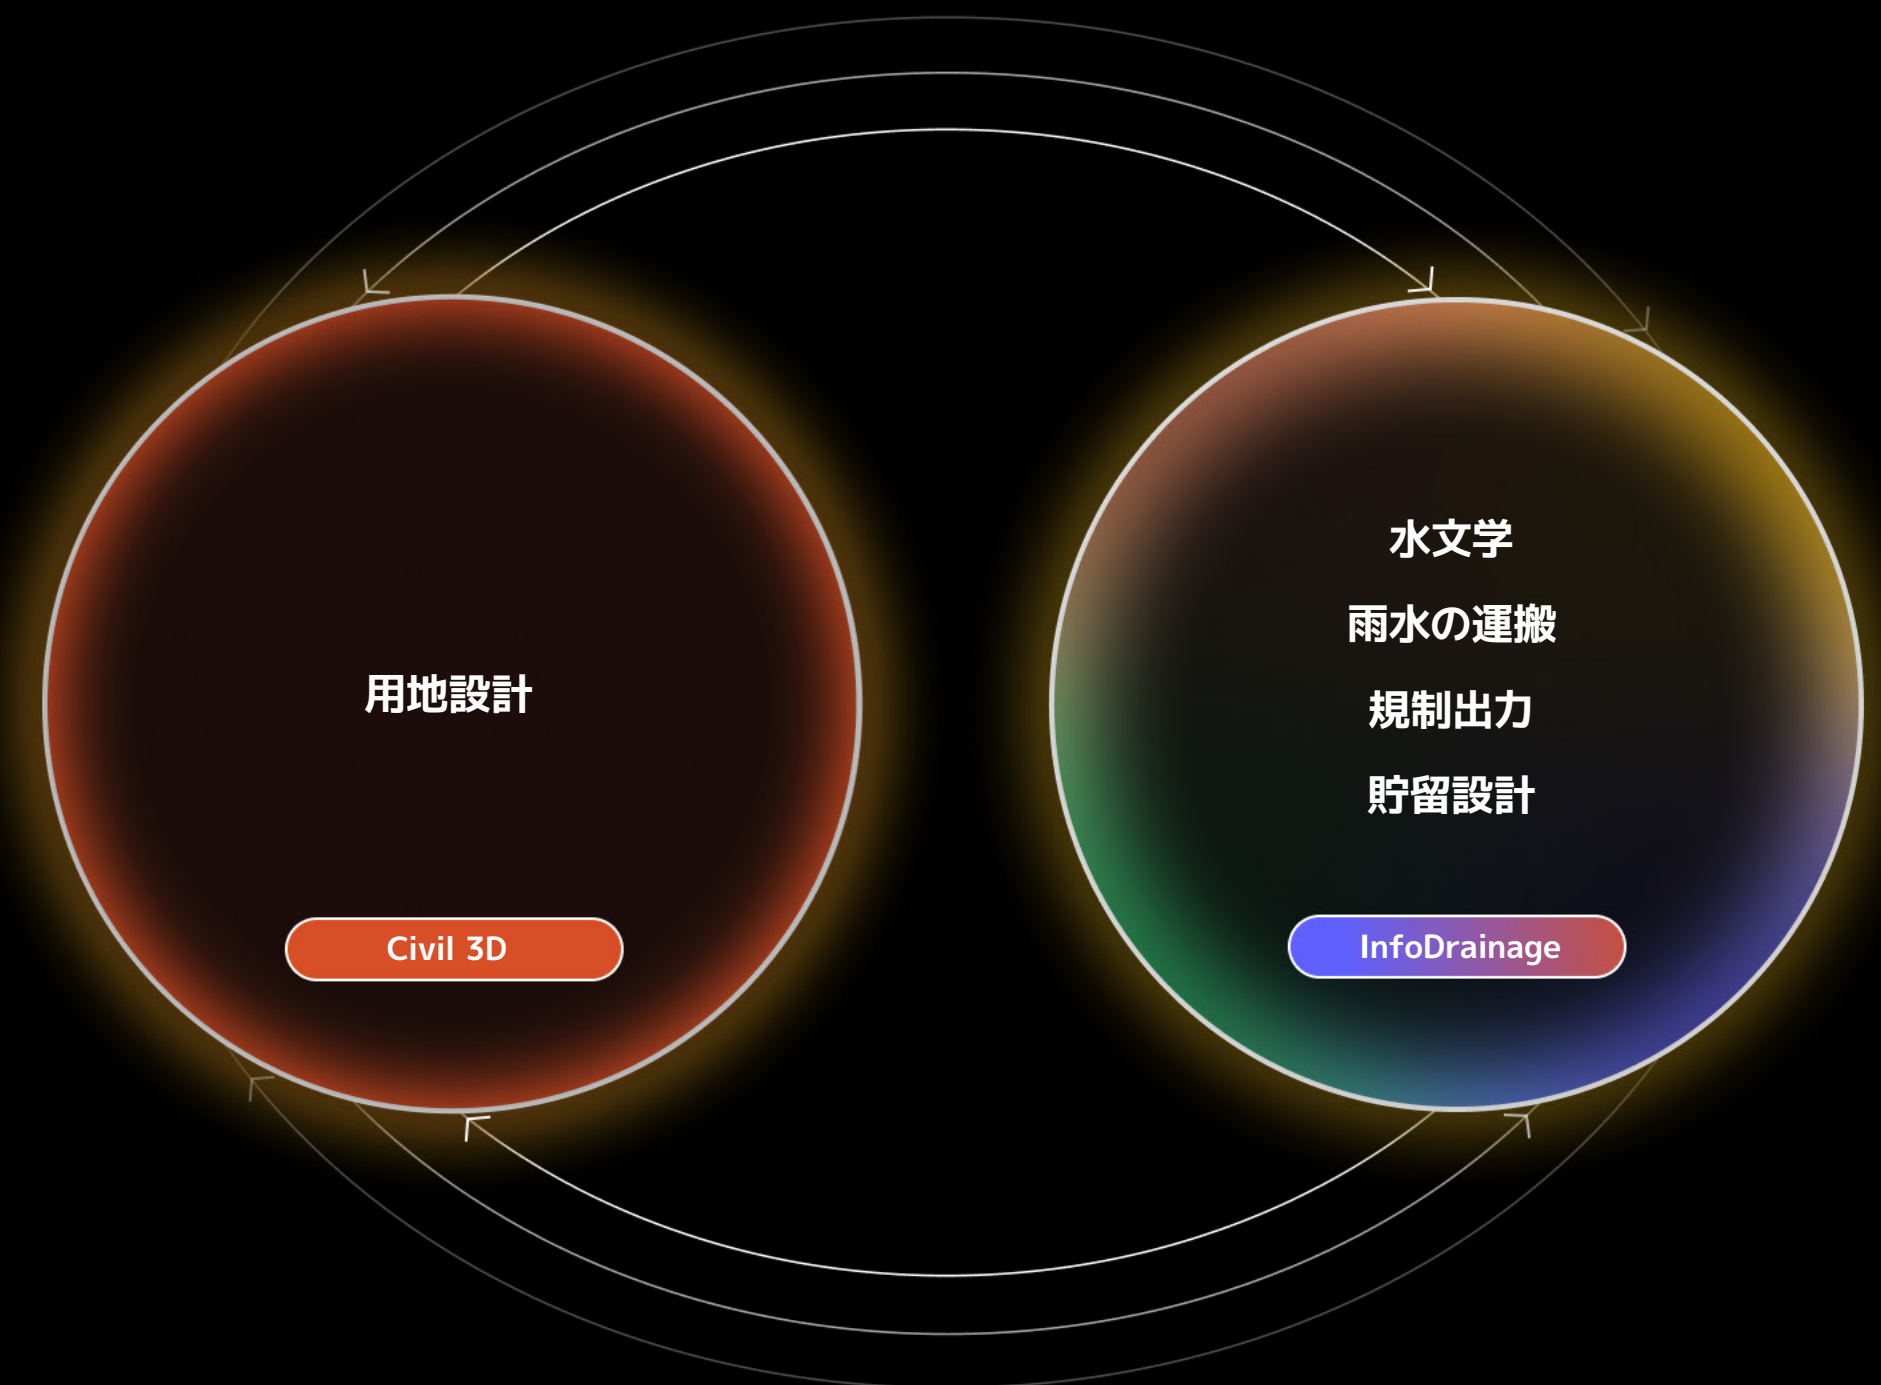 用地設計
Civil 3D
水文学
雨水の運搬
規制出力
貯留設計
InfoDrainage